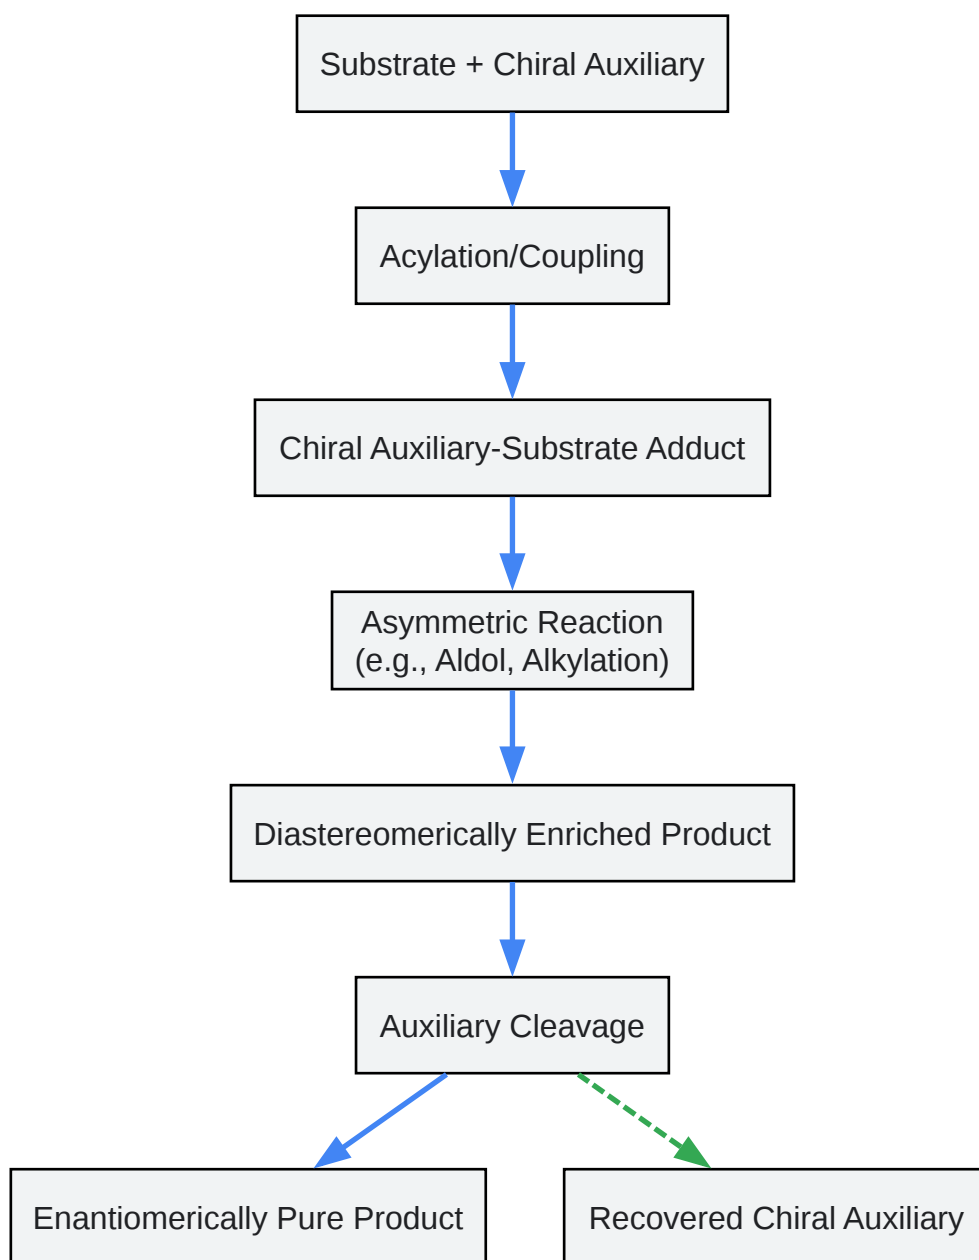 Substrate + Chiral Auxiliary
Acylation/Coupling
Chiral Auxiliary-Substrate Adduct
Asymmetric Reaction
(e.g., Aldol, Alkylation)
Diastereomerically Enriched Product
Auxiliary Cleavage
Enantiomerically Pure Product
Recovered Chiral Auxiliary